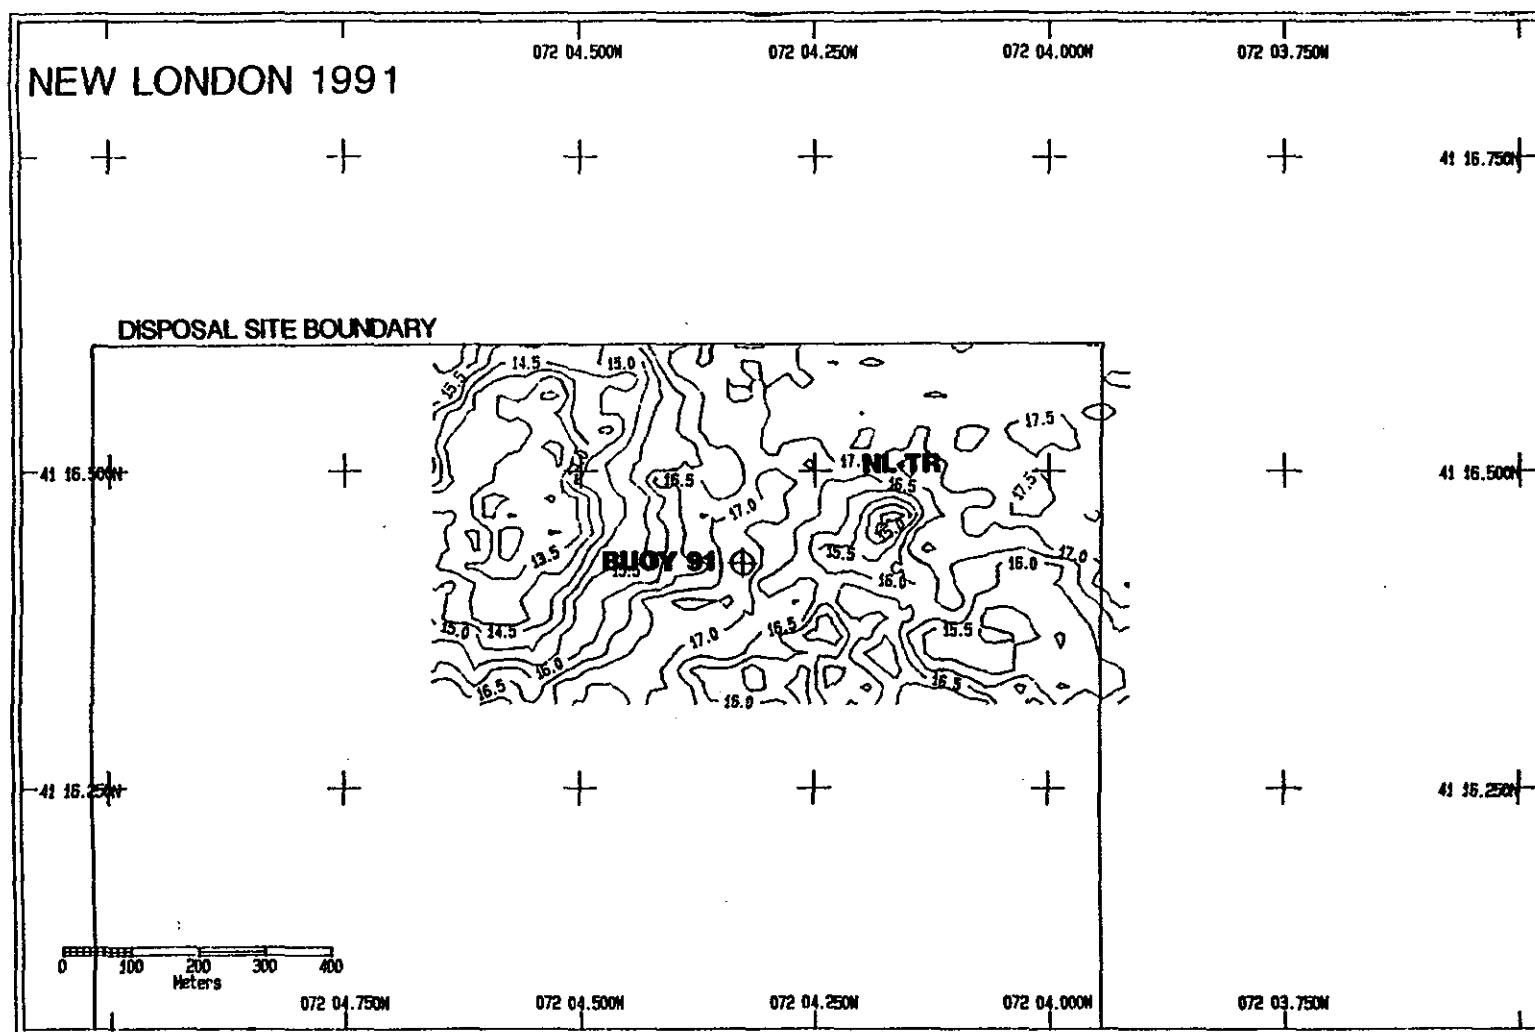 072 04.500W 072 04.250W 072 04.000W 072 03.750W
NEW LONDON 1991
41 16.750N
DISPOSAL SITE BOUNDARY
14.5 15.0
15.5
17.5
41 16.500N NL-TR 41 16.500N
16.5 16.5
17.5
17.0
15.0
13.5 15.5 17.0
BUOY 91
16.0 16.0
15.0 14.5 17.0 16.5 15.5
16.0
16.5 16.0 16.5
41 16.250N 41 16.250N
0 100 200 300 400
Meters
072 04.750W 072 04.500W 072 04.250W 072 04.000W 072 03.750W